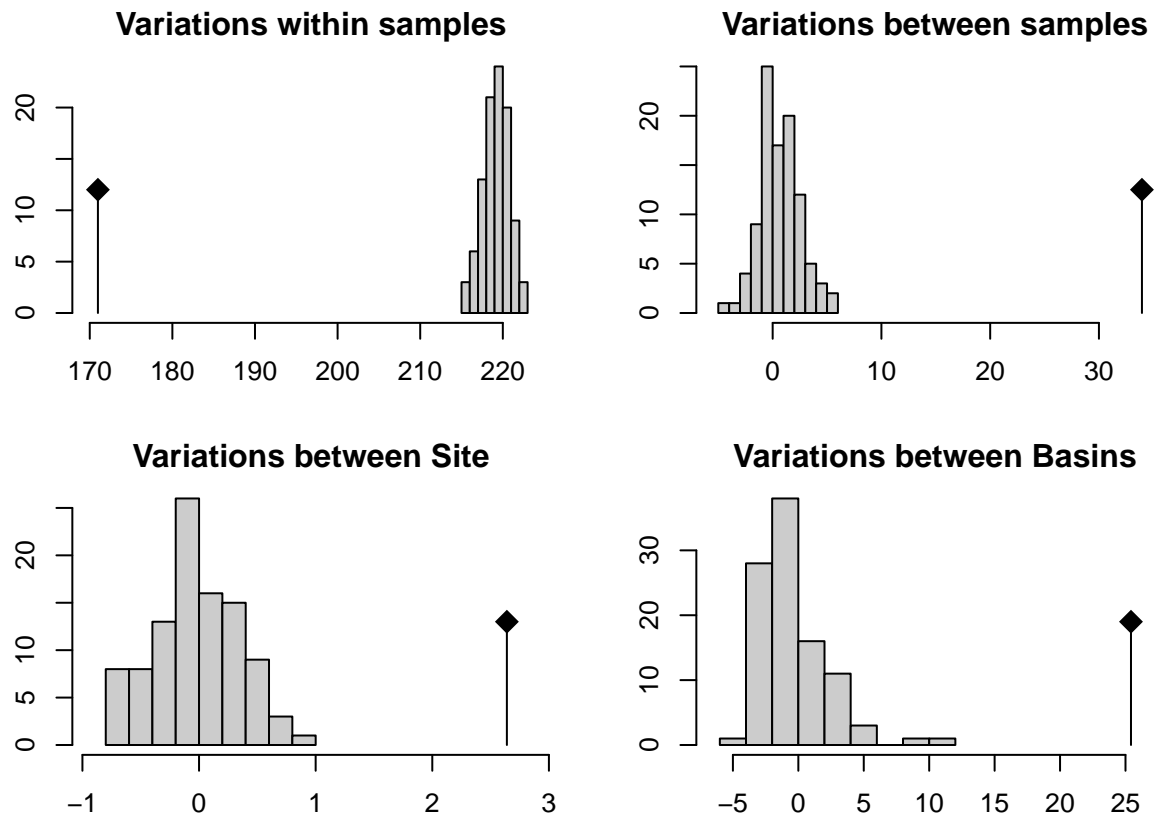 Variations within samples
0 5 10 20
170 180 190 200 210 220
Variations between samples
0 5 10 20
0 10 20 30
Variations between Site
0 5 10 20
−1 0 1 2 3
Variations between Basins
0 10 20 30
−5 0 5 10 15 20 25